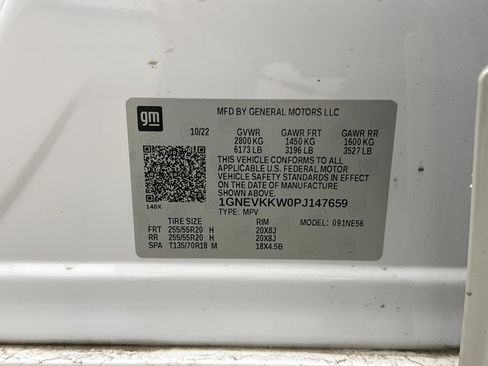 gm
MFD BY GENERAL MOTORS LLC
10/22 GVWR GAWR FRT GAWR RR
2800 KG 1450 KG 1600 KG
6173 LB 3196 LB 3527 LB
THIS VEHICLE CONFORMS TO ALL
APPLICABLE U.S. FEDERAL MOTOR
VEHICLE SAFETY STANDARDS IN EFFECT ON
THE DATE OF MANUFACTURE
SHOWN ABOVE.
140X
1GNEVKKW0PJ147659
TYPE: MPV
TIRE SIZE RIM MODEL: 091NE56
FRT 255/55R20 H 20X8J
RR 255/55R20 H 20X8J
SPA T135/70R18 M 18X4.5B